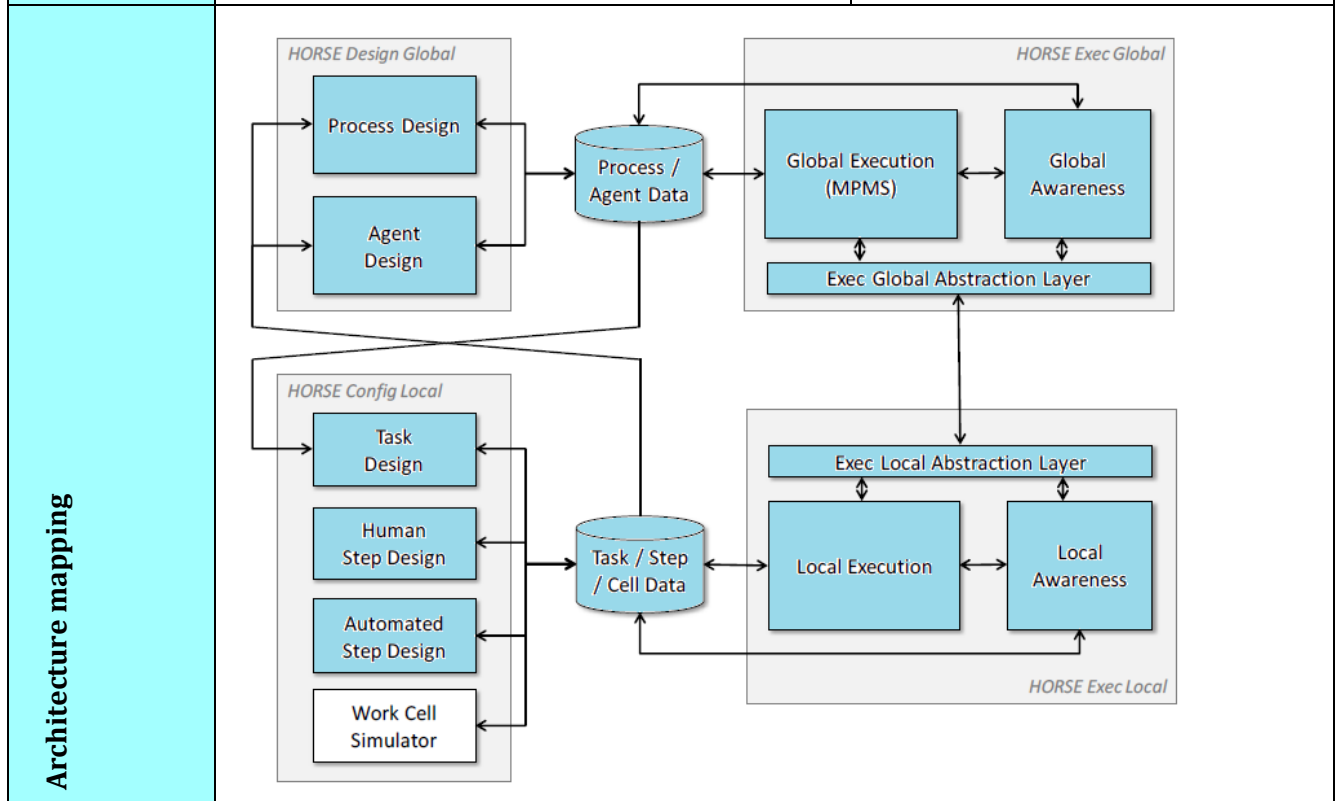 Architecture mapping
HORSE Design Global
Process Design
Agent
Design
Process /
Agent Data
HORSE Exec Global
Global Execution
(MPMS)
Global
Awareness
Exec Global Abstraction Layer
HORSE Config Local
Task
Design
Human
Step Design
Automated
Step Design
Work Cell
Simulator
Task / Step
/ Cell Data
Exec Local Abstraction Layer
Local Execution
Local
Awareness
HORSE Exec Local